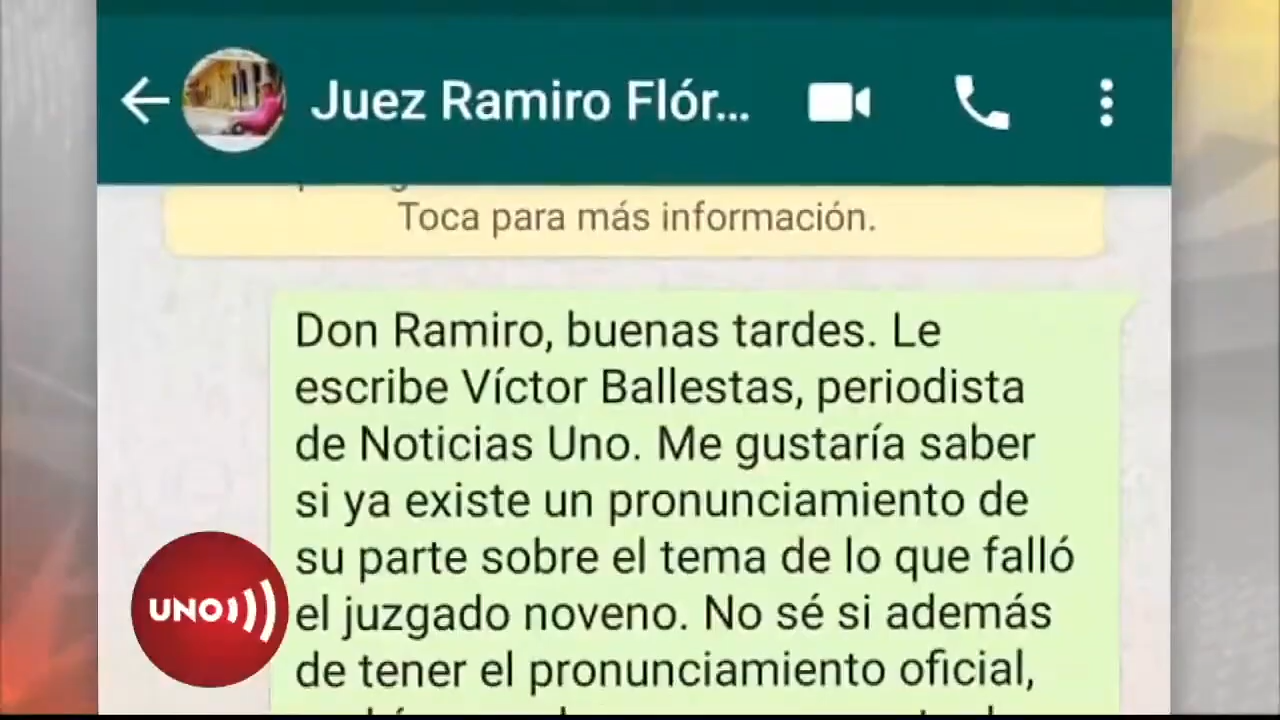 Juez Ramiro Flór...
Toca para más información.
Don Ramiro, buenas tardes. Le
escribe Víctor Ballestas, periodista
de Noticias Uno. Me gustaría saber
si ya existe un pronunciamiento de
su parte sobre el tema de lo que falló
el juzgado noveno. No sé si además
de tener el pronunciamiento oficial,
UNO